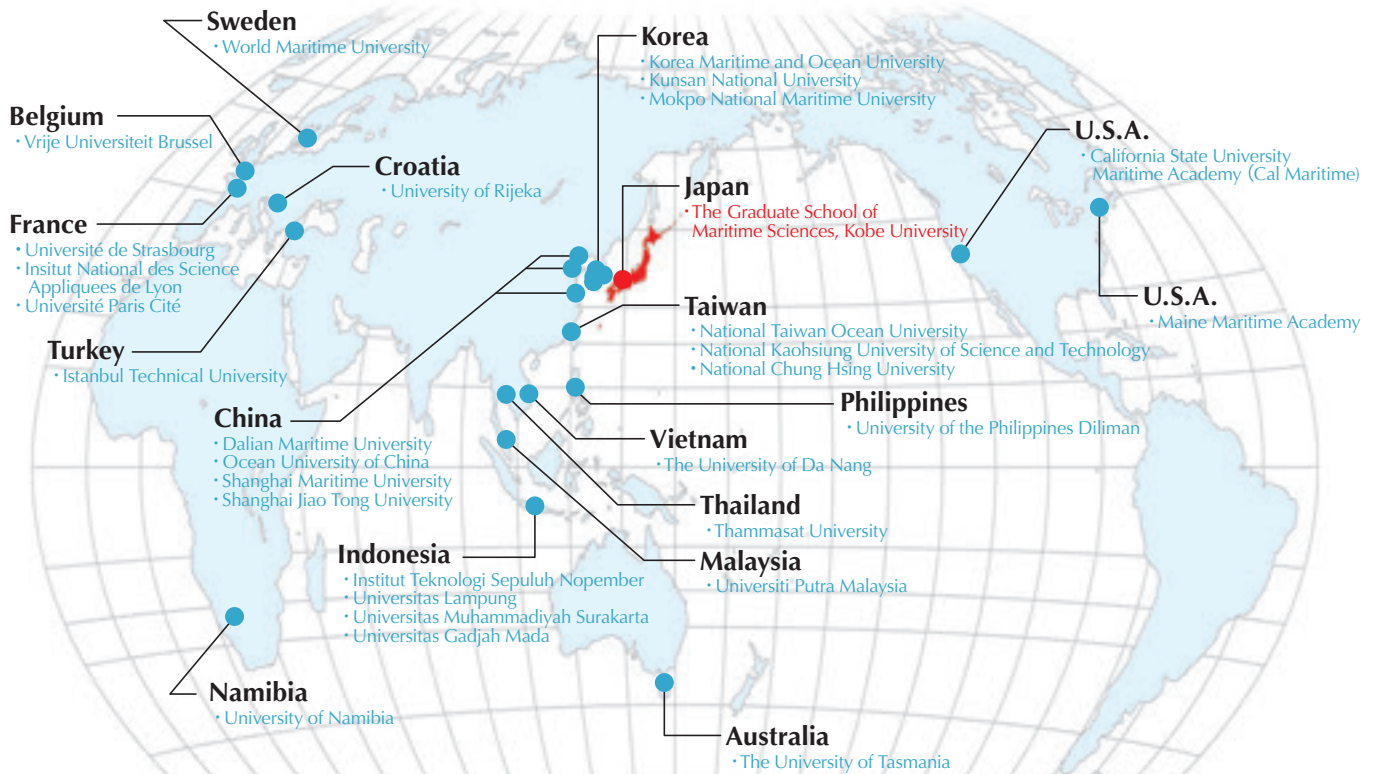 Sweden
・World Maritime University
Korea
・Korea Maritime and Ocean University
・Kunsan National University
・Mokpo National Maritime University
Belgium
・Vrije Universiteit Brussel
U.S.A.
・California State University
Maritime Academy (Cal Maritime)
Croatia
・University of Rijeka
Japan
・The Graduate School of
Maritime Sciences, Kobe University
France
・Université de Strasbourg
・Insitut National des Science
Appliquees de Lyon
・Université Paris Cité
U.S.A.
・Maine Maritime Academy
Taiwan
・National Taiwan Ocean University
・National Kaohsiung University of Science and Technology
・National Chung Hsing University
Turkey
・Istanbul Technical University
Philippines
・University of the Philippines Diliman
China
・Dalian Maritime University
・Ocean University of China
・Shanghai Maritime University
・Shanghai Jiao Tong University
Vietnam
・The University of Da Nang
Thailand
・Thammasat University
Indonesia
・Institut Teknologi Sepuluh Nopember
・Universitas Lampung
・Universitas Muhammadiyah Surakarta
・Universitas Gadjah Mada
Malaysia
・Universiti Putra Malaysia
Namibia
・University of Namibia
Australia
・The University of Tasmania